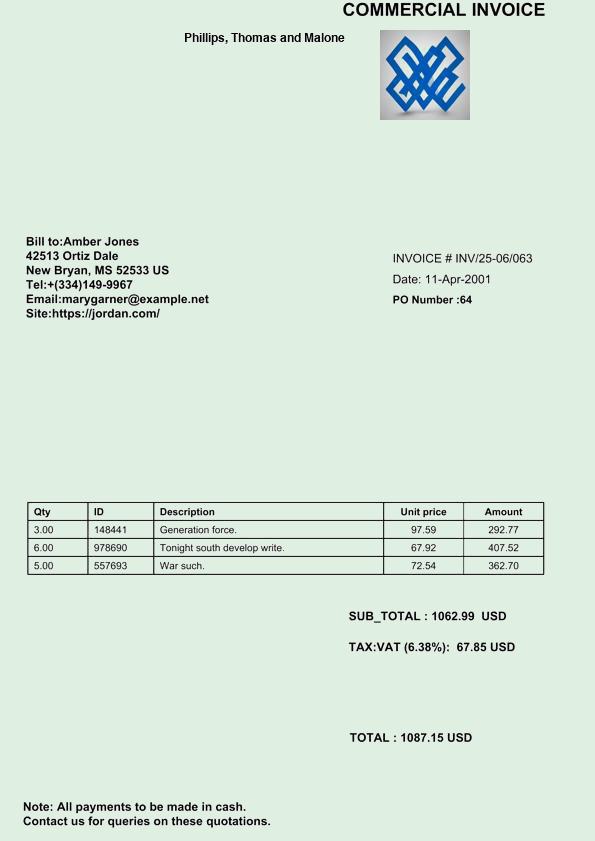 COMMERCIAL INVOICE
Phillips, Thomas and Malone
Bill to:Amber Jones
42513 Ortiz Dale
New Bryan, MS 52533 US
Tel:+(334)149-9967
Email:marygarner@example.net
Site:https://jordan.com/
INVOICE # INV/25-06/063
Date: 11-Apr-2001
PO Number :64
Qty ID Description Unit price Amount
3.00 148441 Generation force. 97.59 292.77
6.00 978690 Tonight south develop write. 67.92 407.52
5.00 557693 War such. 72.54 362.70
SUB_TOTAL : 1062.99 USD
TAX:VAT (6.38%): 67.85 USD
TOTAL : 1087.15 USD
Note: All payments to be made in cash.
Contact us for queries on these quotations.